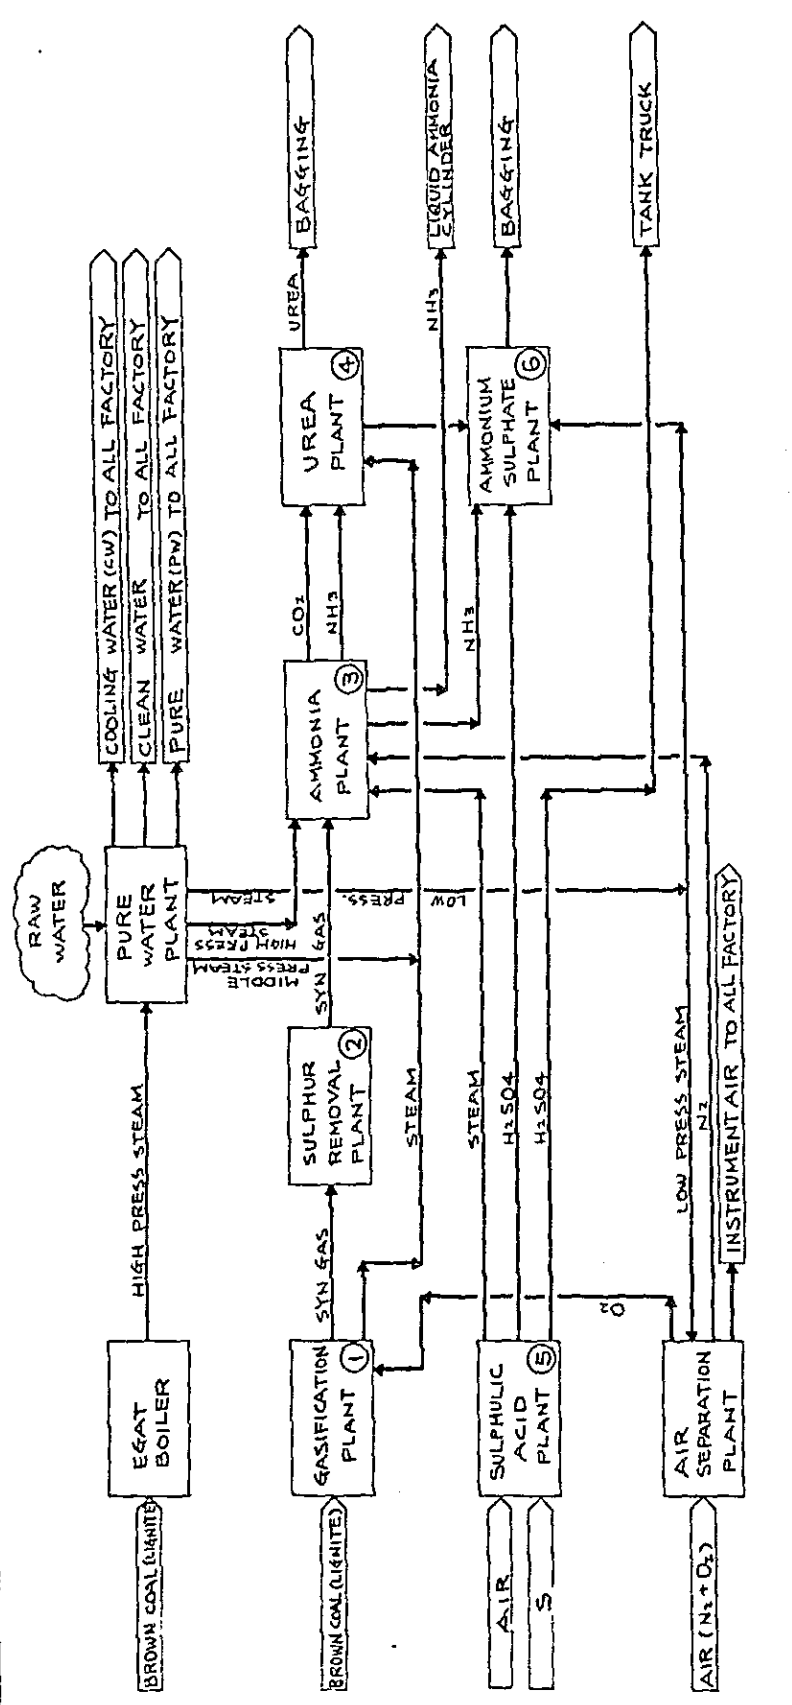 BROWN COAL (LIGNITE)
EGAT
BOILER
HIGH PRESS STEAM
RAW
WATER
PURE
WATER
PLANT
COOLING WATER (CW) TO ALL FACTORY
CLEAN WATER TO ALL FACTORY
PURE WATER (PW) TO ALL FACTORY
LOW PRESS. STEAM
HIGH PRESS
STEAM
MIDDLE
PRESS STEAM
BROWN COAL (LIGNITE)
GASIFICATION
PLANT
1
SYN GAS
SULPHUR
REMOVAL
PLANT
2
SYN GAS
AMMONIA
PLANT
3
CO2
NH3
UREA
PLANT
4
UREA
BAGGING
STEAM
NH3
LIQUID AMMONIA
CYLINDER
NH3
AIR
S
SULPHULIC
ACID
PLANT
5
STEAM
H2SO4
H2SO4
AMMONIUM
SULPHATE
PLANT
6
BAGGING
TANK TRUCK
O2
AIR (N2+O2)
AIR
SEPARATION
PLANT
LOW PRESS STEAM
N2
INSTRUMENT AIR TO ALL FACTORY